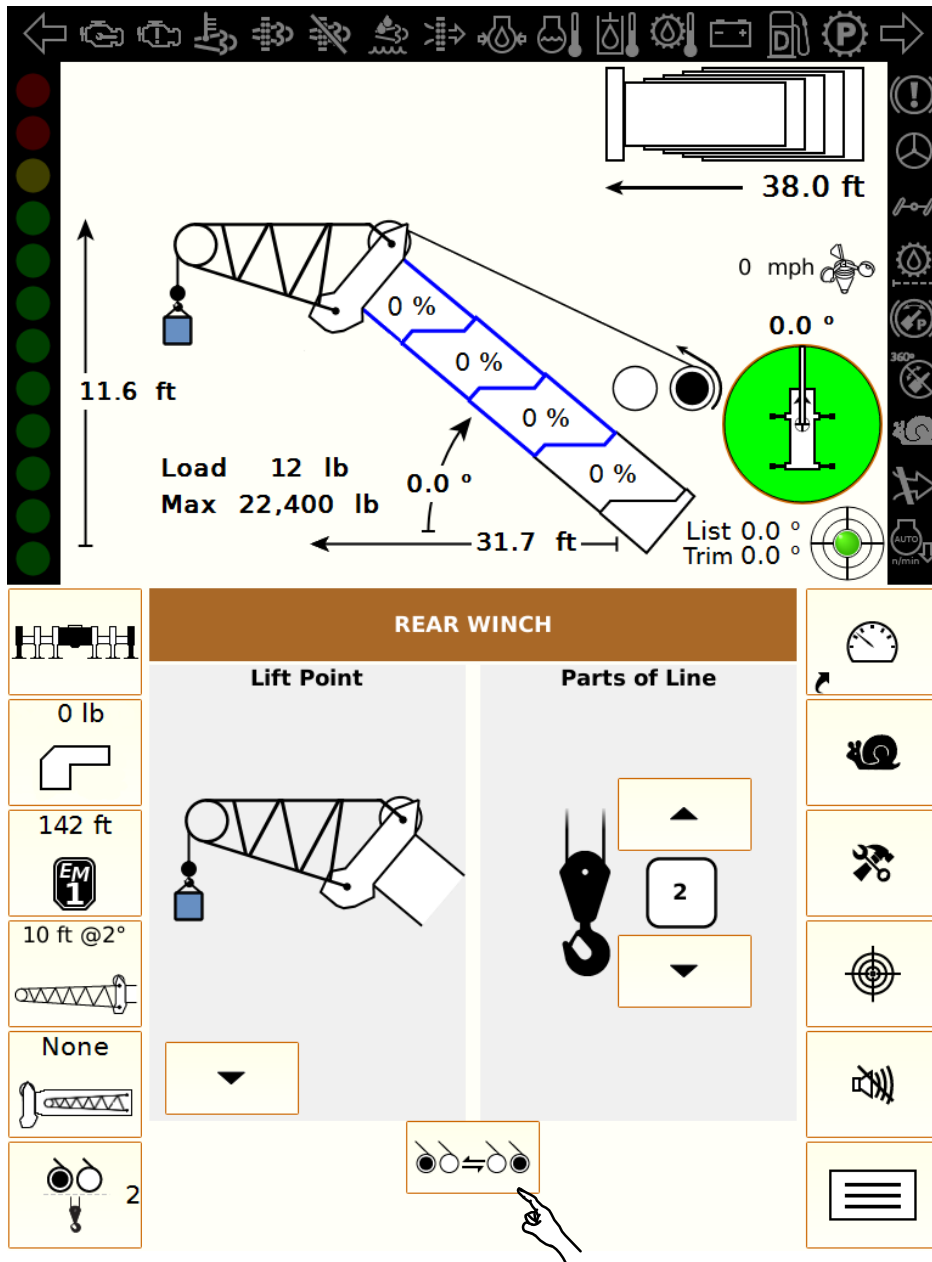 D
P
38.0 ft
0 mph
P
0.0 °
360°
0 %
0 %
11.6 ft
0 %
Load 12 lb
0.0 °
0 %
Max 22,400 lb
31.7 ft
List 0.0 °
Trim 0.0 °
AUTO
n/min
REAR WINCH
Lift Point
Parts of Line
0 lb
142 ft
EM
1
2
10 ft @2°
None
2